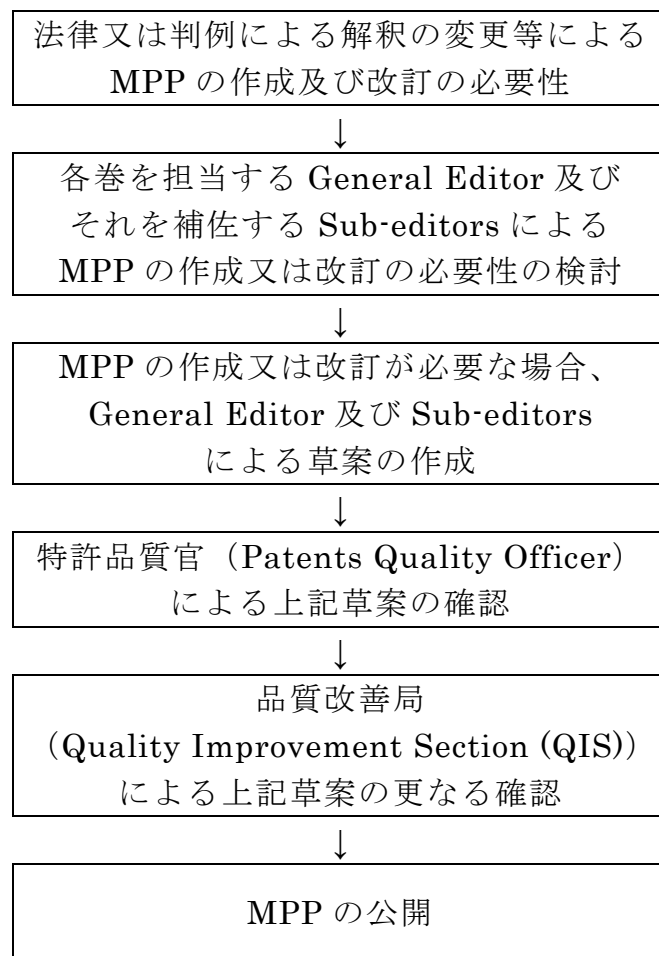 法律又は判例による解釈の変更等による
MPP の作成及び改訂の必要性
↓
各巻を担当する General Editor 及び
それを補佐する Sub-editors による
MPP の作成又は改訂の必要性の検討
↓
MPP の作成又は改訂が必要な場合、
General Editor 及び Sub-editors
による草案の作成
↓
特許品質官（Patents Quality Officer）
による上記草案の確認
↓
品質改善局
（Quality Improvement Section (QIS)）
による上記草案の更なる確認
↓
MPP の公開